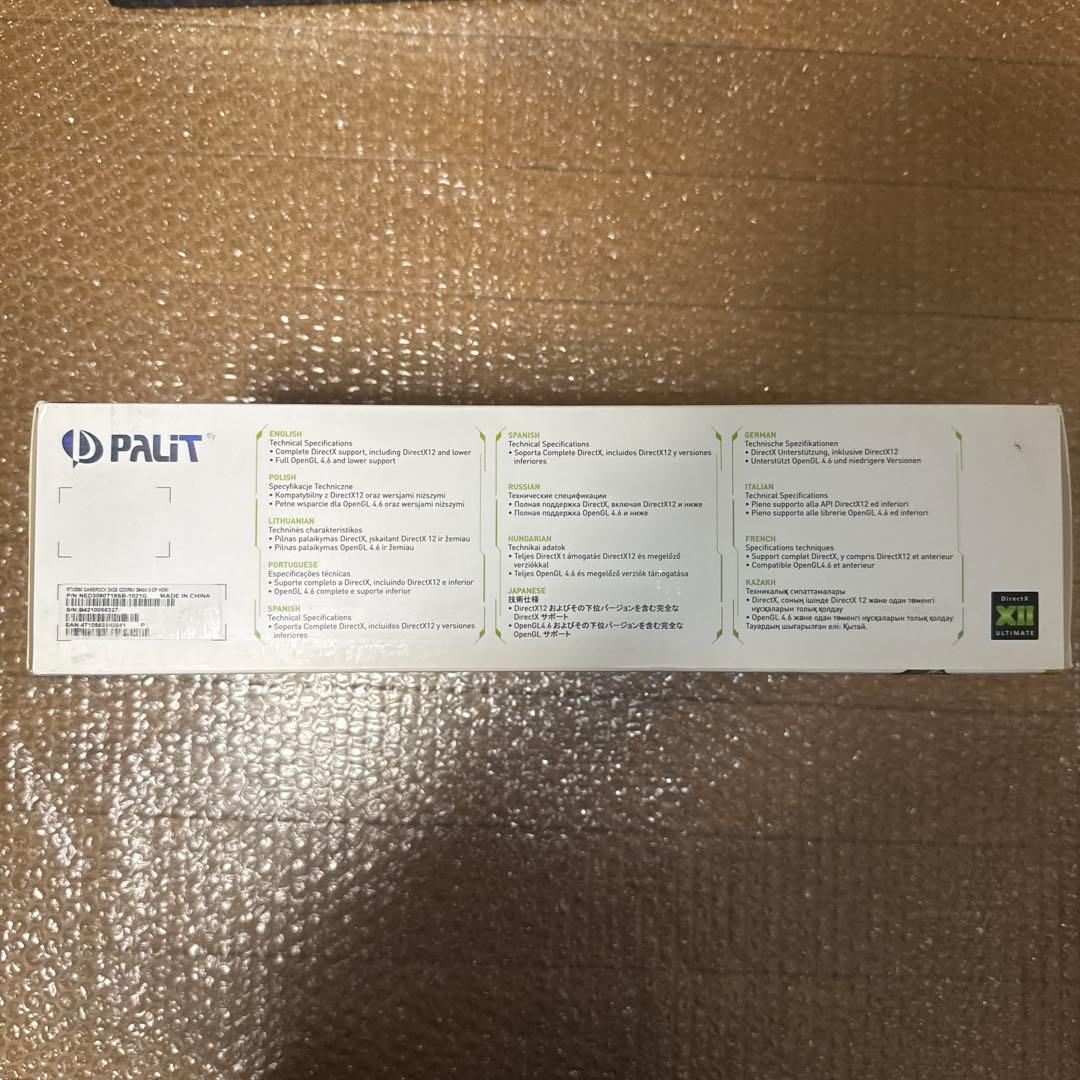 PALiT
RTX3090 GAMEROCK 24GB GDDR6X 384bit 3-DP HDMI
P/N:NED3090T19SB-1021G MADE IN CHINA
P
ENGLISH
Technical Specifications
• Complete DirectX support, including DirectX12 and lower
• Full OpenGL 4.6 and lower support
POLISH
Specyfikacje Techniczne
• Kompatybilny z DirectX12 oraz wersjami niższymi
• Pełne wsparcie dla OpenGL 4.6 oraz wersjami niższymi
LITHUANIAN
Techninės charakteristikos
• Pilnas palaikymas DirectX, įskaitant DirectX 12 ir žemiau
• Pilnas palaikymas OpenGL 4.6 ir žemiau
PORTUGUESE
Especificações técnicas
• Suporte completo a DirectX, incluindo DirectX12 e inferior
• OpenGL 4.6 completo e suporte inferior
SPANISH
Technical Specifications
• Soporta Complete DirectX, incluidos DirectX12 y versiones
inferiores
SPANISH
Technical Specifications
• Soporta Complete DirectX, incluidos DirectX12 y versiones
inferiores
RUSSIAN
Технические спецификации
• Полная поддержка DirectX, включая DirectX12 и ниже
• Полная поддержка OpenGL 4.6 и ниже
HUNGARIAN
Technikai adatok
• Teljes DirectX t ámogatás DirectX12 és megelőző
verziókkal
• Teljes OpenGL 4.6 és megelőző verziók támogatása
JAPANESE
技術仕様
• DirectX12 およびその下位バージョンを含む完全な
DirectX サポート
• OpenGL4.6 およびその下位バージョンを含む完全な
OpenGL サポート
GERMAN
Technische Spezifikationen
• DirectX Unterstützung, inklusive DirectX12
• Unterstützt OpenGL 4.6 und niedrigere Versionen
ITALIAN
Technical Specifications
• Pieno supporto alla API DirectX12 ed inferiori
• Pieno supporto alle librerie OpenGL 4.6 ed inferiori
FRENCH
Specifications techniques
• Support complet DirectX, y compris DirectX12 et anterieur
• Compatible OpenGL4.6 et anterieur
KAZAKH
Техникалық сипаттамалары
• DirectX, соның ішінде DirectX 12 және одан төменгі
нұсқаларын толық қолдау
• OpenGL 4.6 және одан төменгі нұсқаларын толық қолдау
Тауардың шығарылған елі: Қытай.
DirectX
XII
ULTIMATE